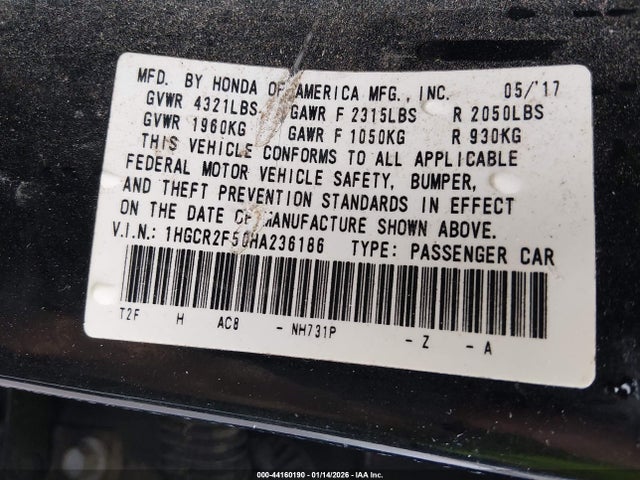 MFD. BY HONDA OF AMERICA MFG., INC. 05/'17
GVWR 4321LBS GAWR F 2315LBS R 2050LBS
GVWR 1960KG GAWR F 1050KG R 930KG
THIS VEHICLE CONFORMS TO ALL APPLICABLE
FEDERAL MOTOR VEHICLE SAFETY, BUMPER,
AND THEFT PREVENTION STANDARDS IN EFFECT
ON THE DATE OF MANUFACTURE SHOWN ABOVE.
V.I.N.: 1HGCR2F50HA236186 TYPE: PASSENGER CAR
T2F H AC8 - NH731P - Z - A
000-44160190 - 01/14/2026 - IAA Inc.